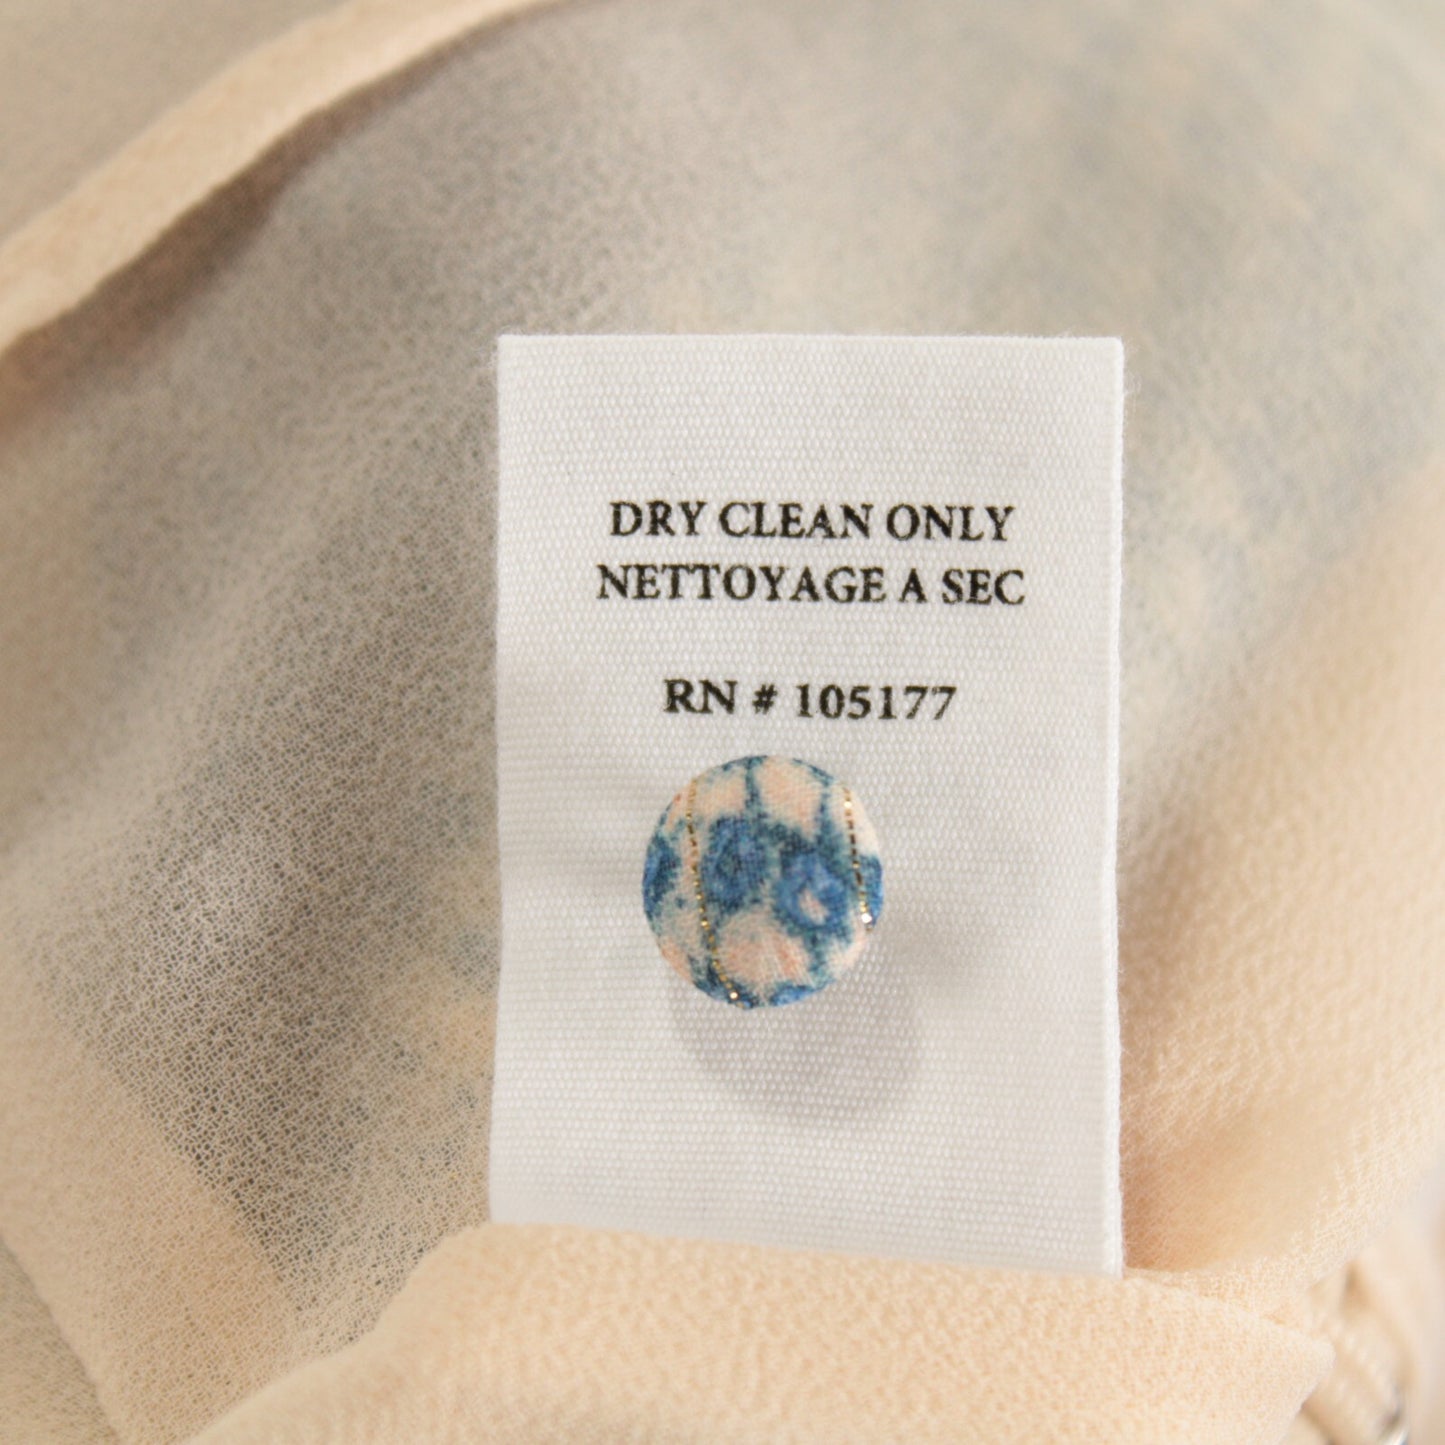 DRY CLEAN ONLY
NETTOYAGE A SEC
RN # 105177